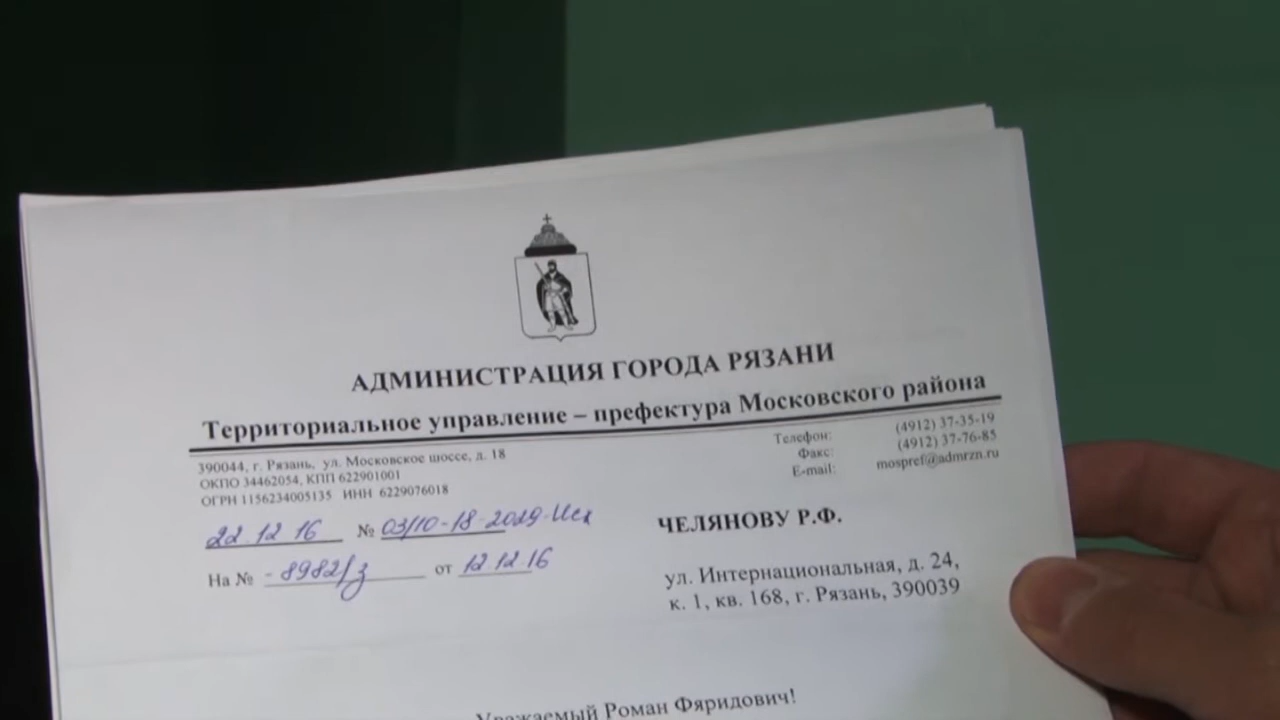 АДМИНИСТРАЦИЯ ГОРОДА РЯЗАНИ
Территориальное управление – префектура Московского района
390044, г. Рязань, ул. Московское шоссе, д. 18
ОКПО 34462054, КПП 622901001
ОГРН 1156234005135 ИНН 6229076018
Телефон: (4912) 37-35-19
Факс: (4912) 37-76-85
E-mail: mospref@admrzn.ru
22.12.16 № 03/10-18-2029-Исх
На № -8982/з от 12.12.16
ЧЕЛЯНОВУ Р.Ф.
ул. Интернациональная, д. 24,
к. 1, кв. 168, г. Рязань, 390039
Уважаемый Роман Фяридович!